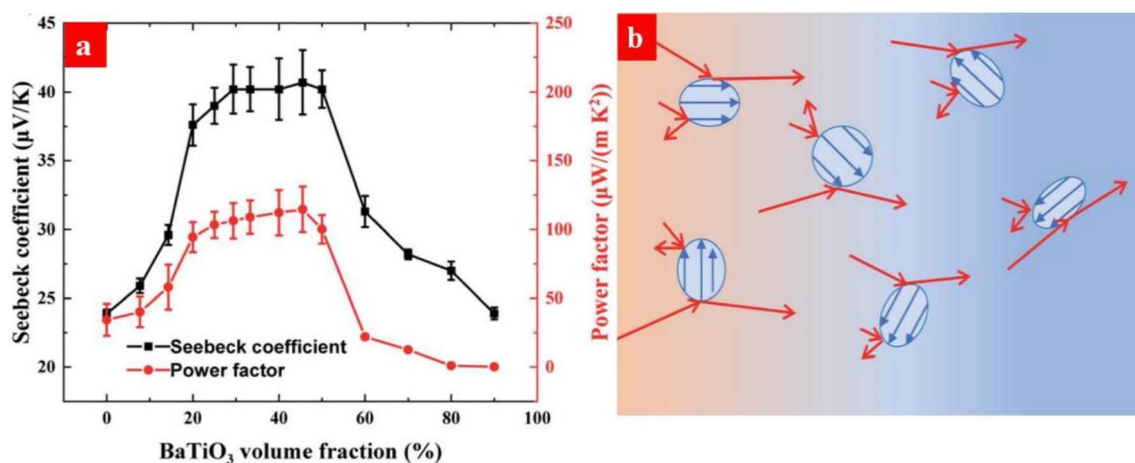 a
Seebeck coefficient (μV/K)
45
40
35
30
25
20
Seebeck coefficient
Power factor
0 20 40 60 80 100
BaTiO₃ volume fraction (%)
250
200
150
100
50
0
Power factor (μW/(m K²))
b